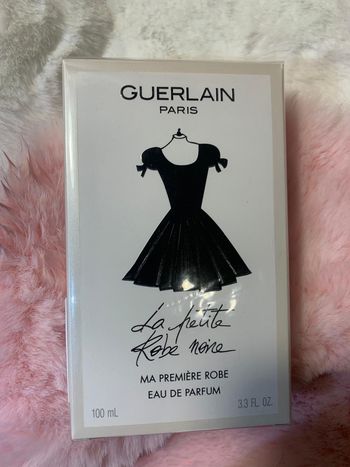 GUERLAIN
PARIS
La petite
Robe noire
MA PREMIÈRE ROBE
EAU DE PARFUM
100 mL 3.3 FL. OZ.